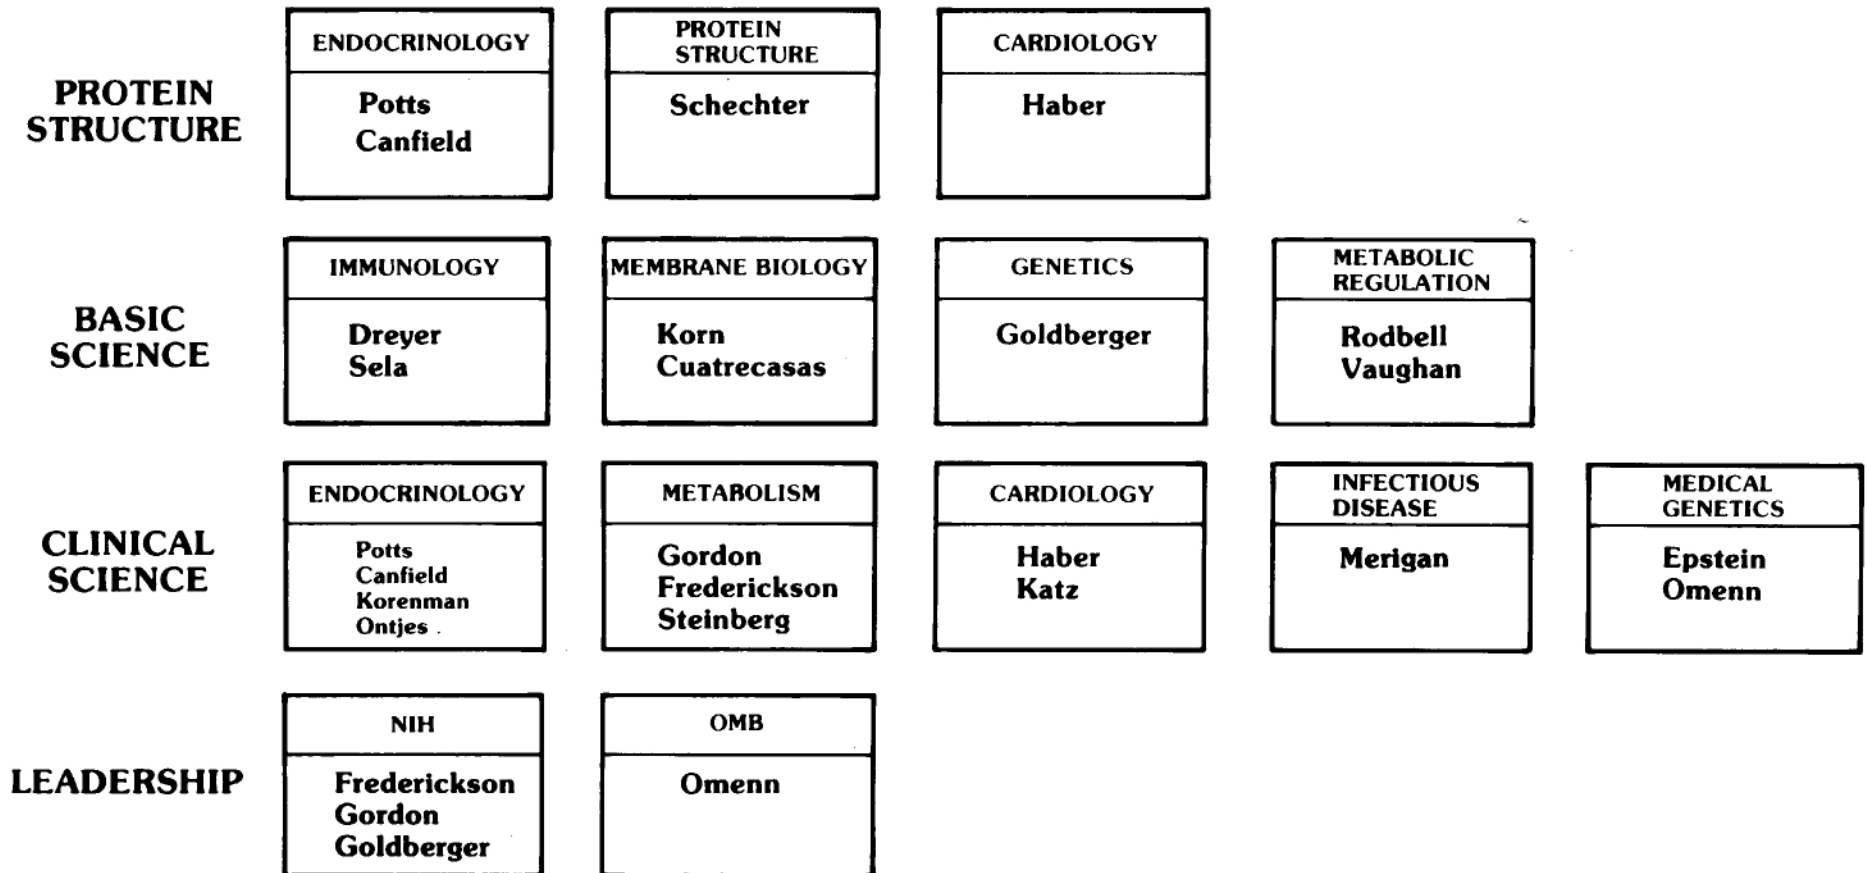 PROTEIN
STRUCTURE
ENDOCRINOLOGY
Potts
Canfield
PROTEIN
STRUCTURE
Schechter
CARDIOLOGY
Haber
BASIC
SCIENCE
IMMUNOLOGY
Dreyer
Sela
MEMBRANE BIOLOGY
Korn
Cuatrecasas
GENETICS
Goldberger
METABOLIC
REGULATION
Rodbell
Vaughan
CLINICAL
SCIENCE
ENDOCRINOLOGY
Potts
Canfield
Korenman
Ontjes
METABOLISM
Gordon
Frederickson
Steinberg
CARDIOLOGY
Haber
Katz
INFECTIOUS
DISEASE
Merigan
MEDICAL
GENETICS
Epstein
Omenn
LEADERSHIP
NIH
Frederickson
Gordon
Goldberger
OMB
Omenn